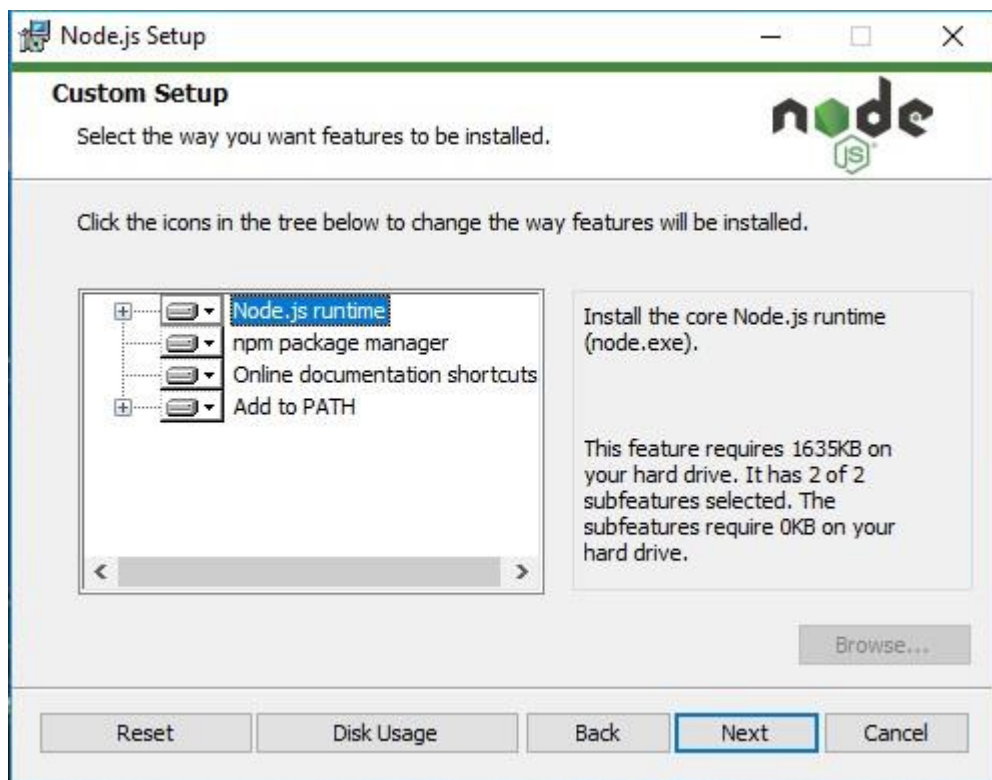 Node.js Setup
Custom Setup
Select the way you want features to be installed.
node
JS
Click the icons in the tree below to change the way features will be installed.
Node.js runtime
npm package manager
Online documentation shortcuts
Add to PATH
Install the core Node.js runtime
(node.exe).
This feature requires 1635KB on
your hard drive. It has 2 of 2
subfeatures selected. The
subfeatures require 0KB on your
hard drive.
Browse...
Reset Disk Usage Back Next Cancel